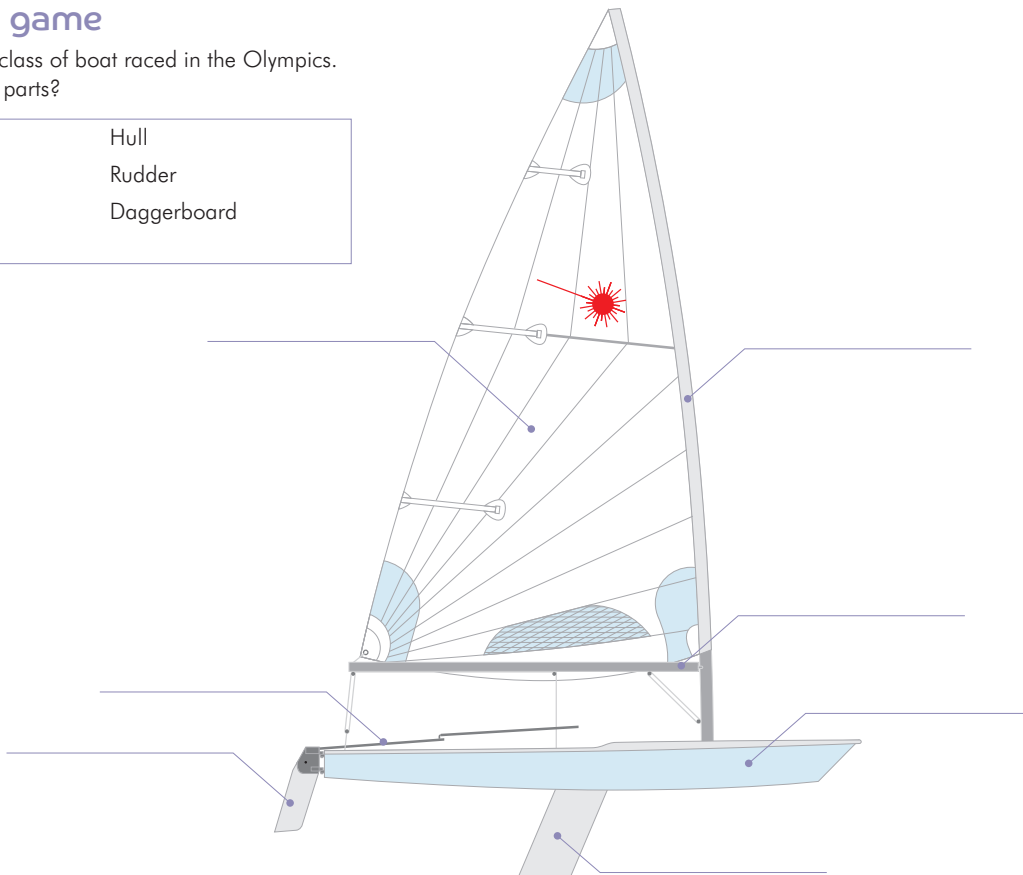 game
class of boat raced in the Olympics.
parts?
Hull
Rudder
Daggerboard